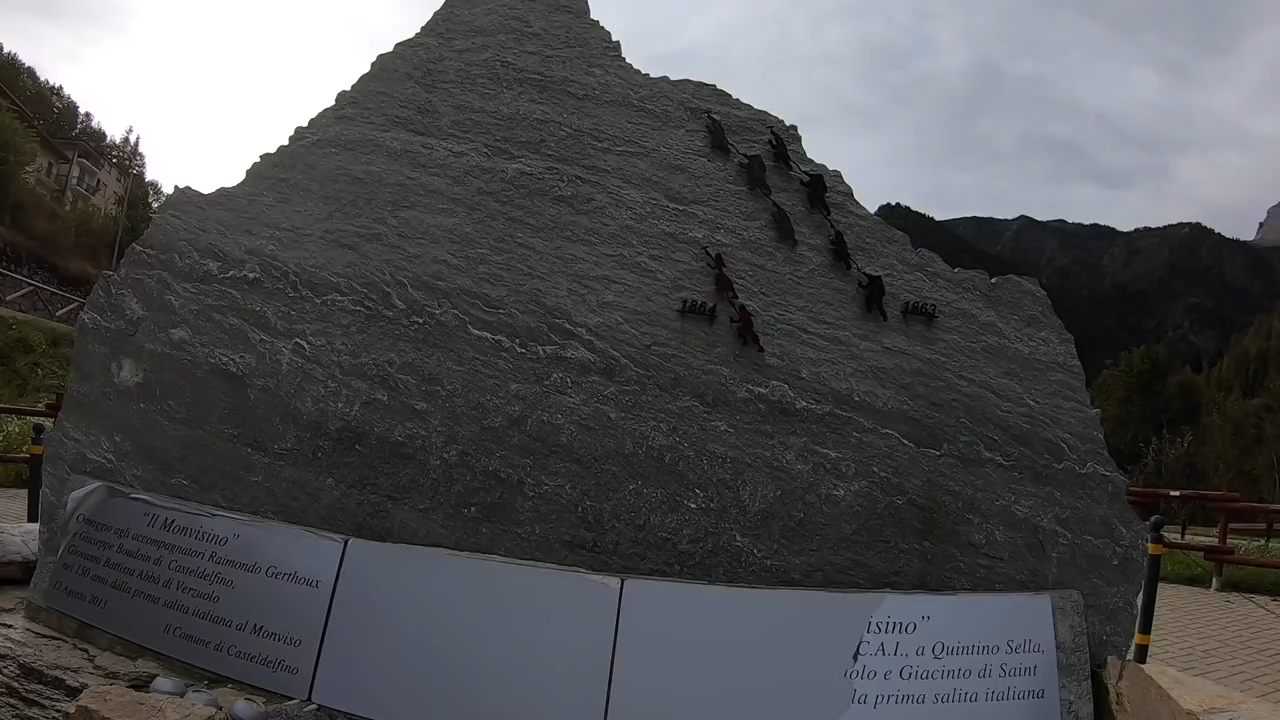 1864
1863
"Il Monvisino"
Omaggio agli accompagnatori Raimondo Gerthoux
e Giuseppe Boudoin di Casteldelfino,
Giovanni Battista Abbà di Verzuolo
nei 150 anni dalla prima salita italiana al Monviso
12 Agosto 2013
Il Comune di Casteldelfino
isino"
C.A.I., a Quintino Sella,
olo e Giacinto di Saint
la prima salita italiana